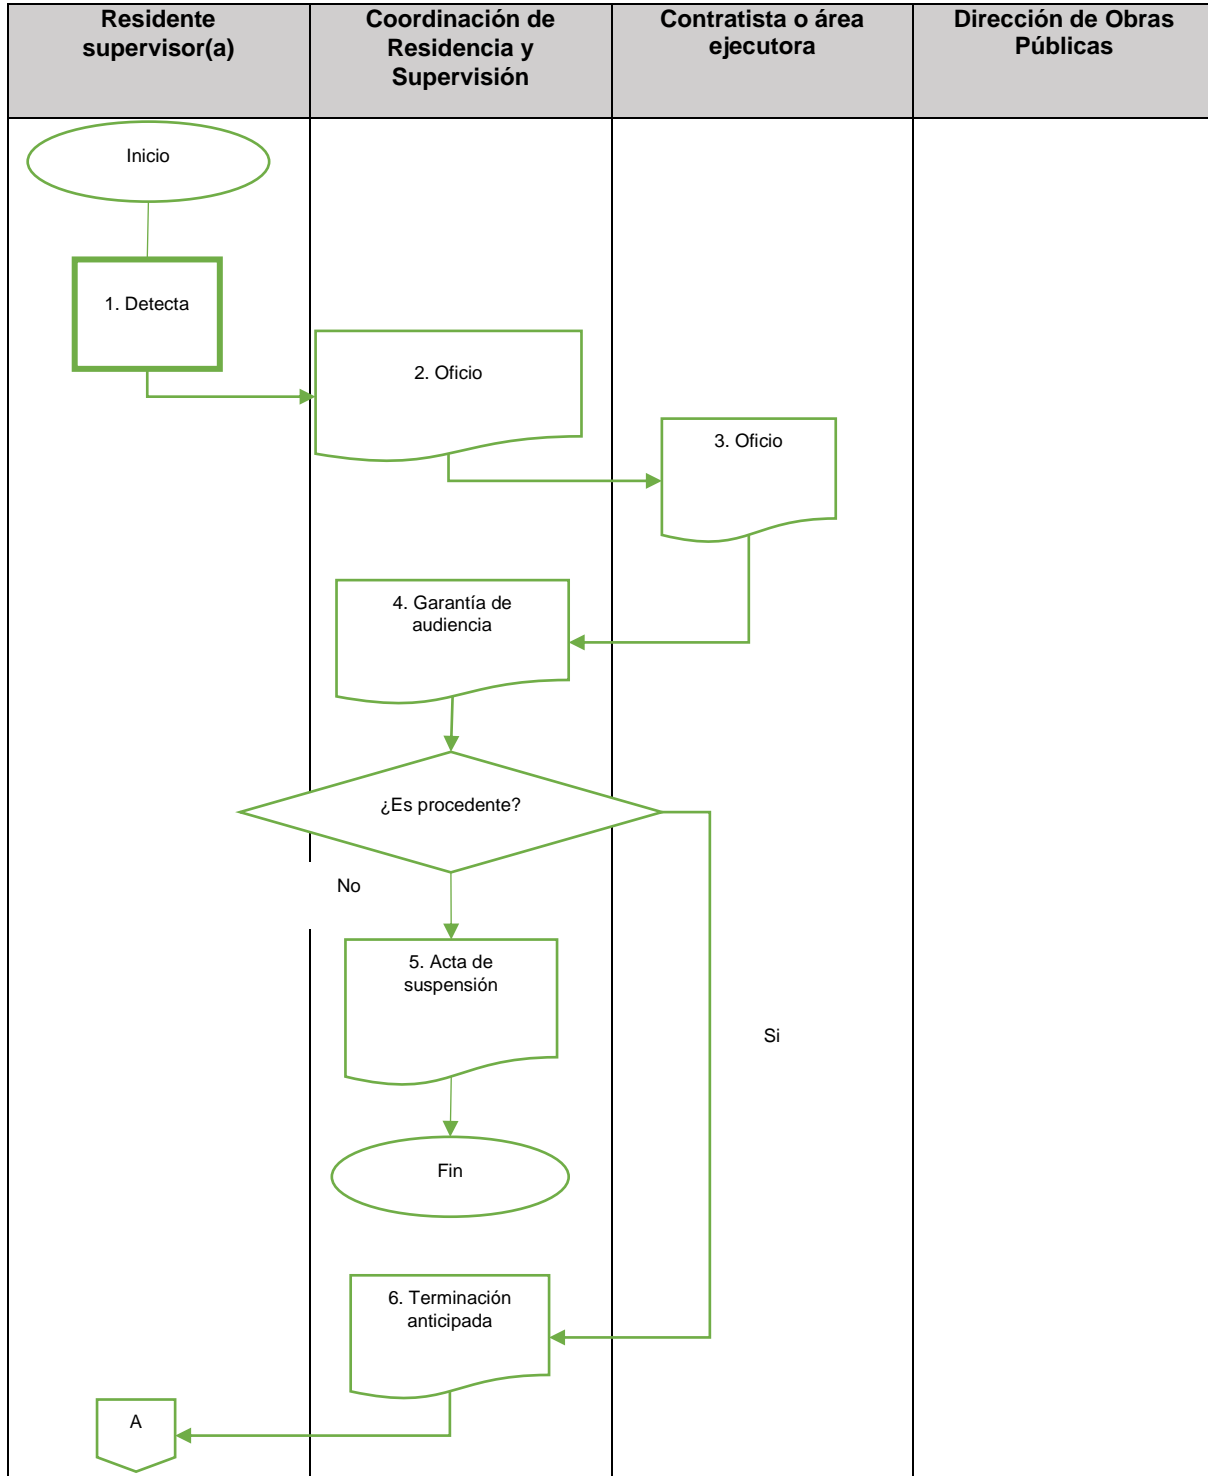 Residente
supervisor(a)
Coordinación de
Residencia y
Supervisión
Contratista o área
ejecutora
Dirección de Obras
Públicas
Inicio
1. Detecta
2. Oficio
3. Oficio
4. Garantía de
audiencia
¿Es procedente?
No
5. Acta de
suspensión
Si
Fin
6. Terminación
anticipada
A